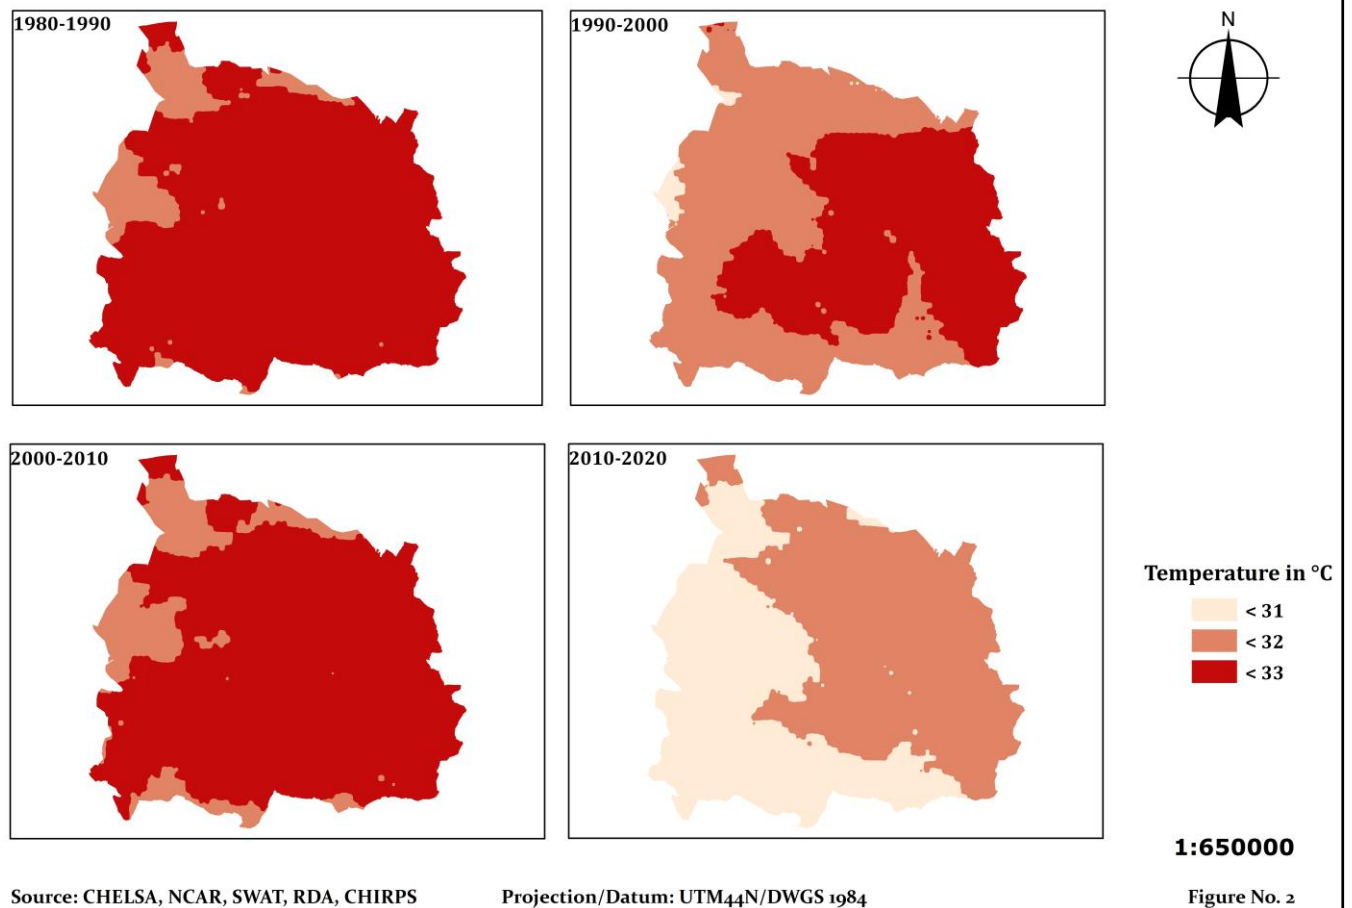 1980-1990
1990-2000
N
2000-2010
2010-2020
Temperature in °C
< 31
< 32
< 33
1:650000
Source: CHELSA, NCAR, SWAT, RDA, CHIRPS
Projection/Datum: UTM44N/DWGS 1984
Figure No. 2